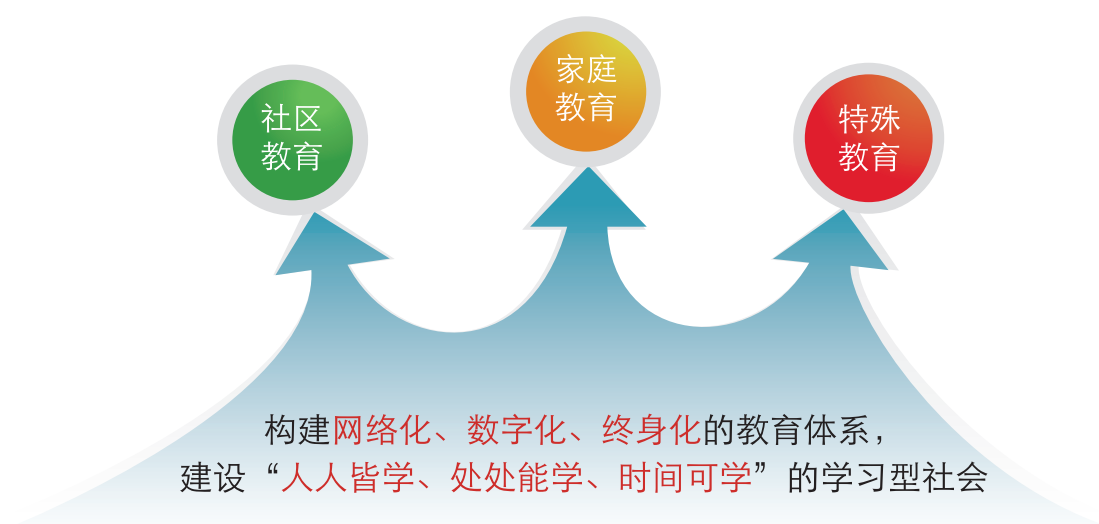 家庭
教育
社区
教育
特殊
教育
构建网络化、数字化、终身化的教育体系，
建设“人人皆学、处处能学、时间可学”的学习型社会